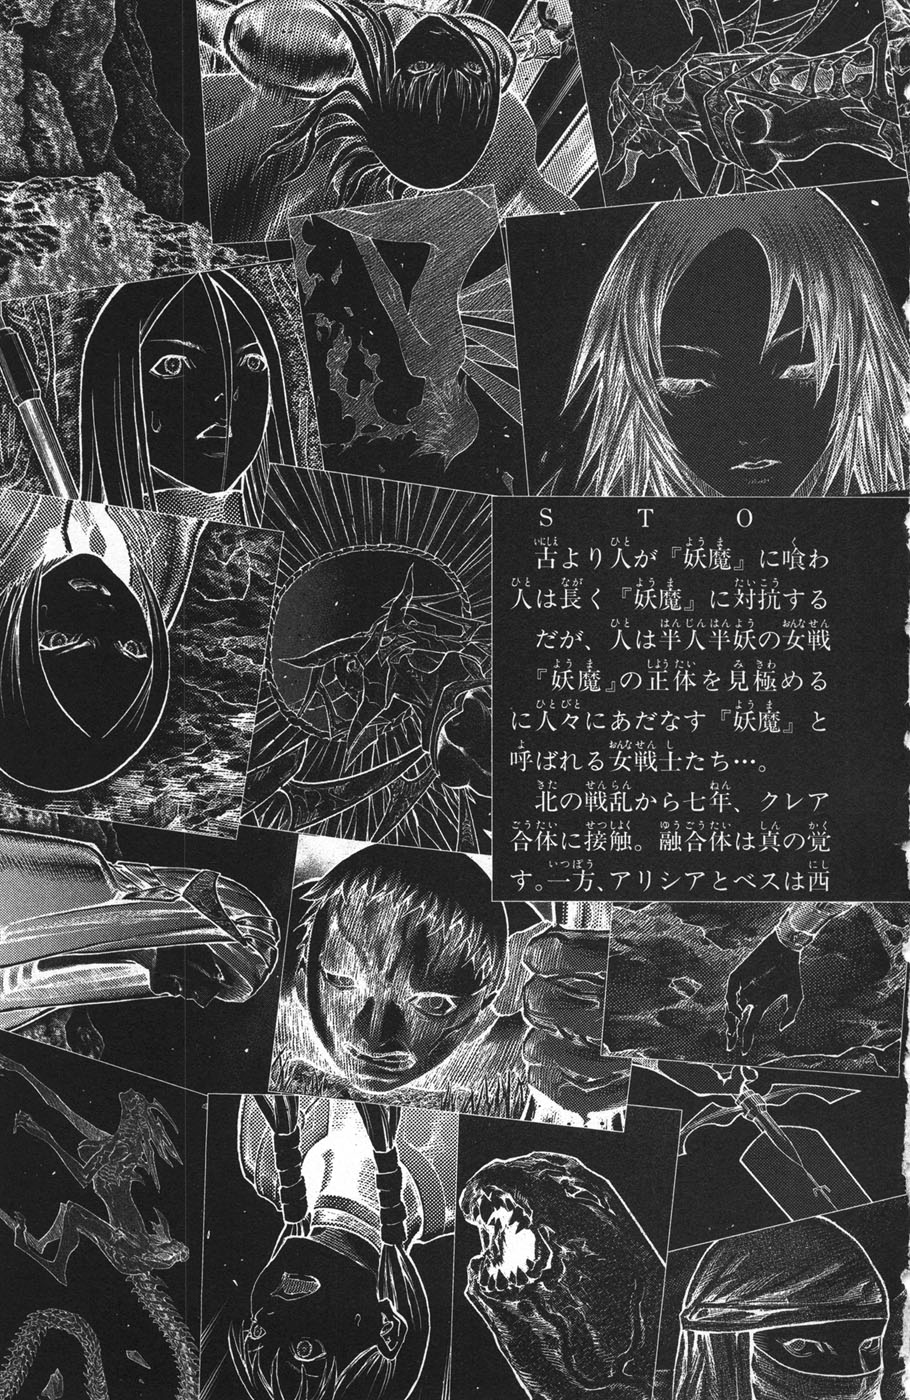 S T O
古より人が『妖魔』に喰わ
人は長く『妖魔』に対抗する
だが、人は半人半妖の女戦
『妖魔』の正体を見極める
に人々にあだなす『妖魔』と
呼ばれる女戦士たち…。
北の戦乱から七年、クレア
合体に接触。融合体は真の覚
す。一方、アリシアとベスは西